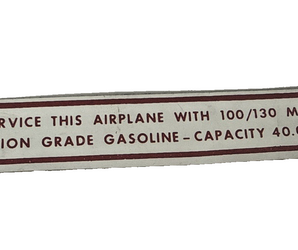 RVICE THIS AIRPLANE WITH 100/130 M
ION GRADE GASOLINE – CAPACITY 40.